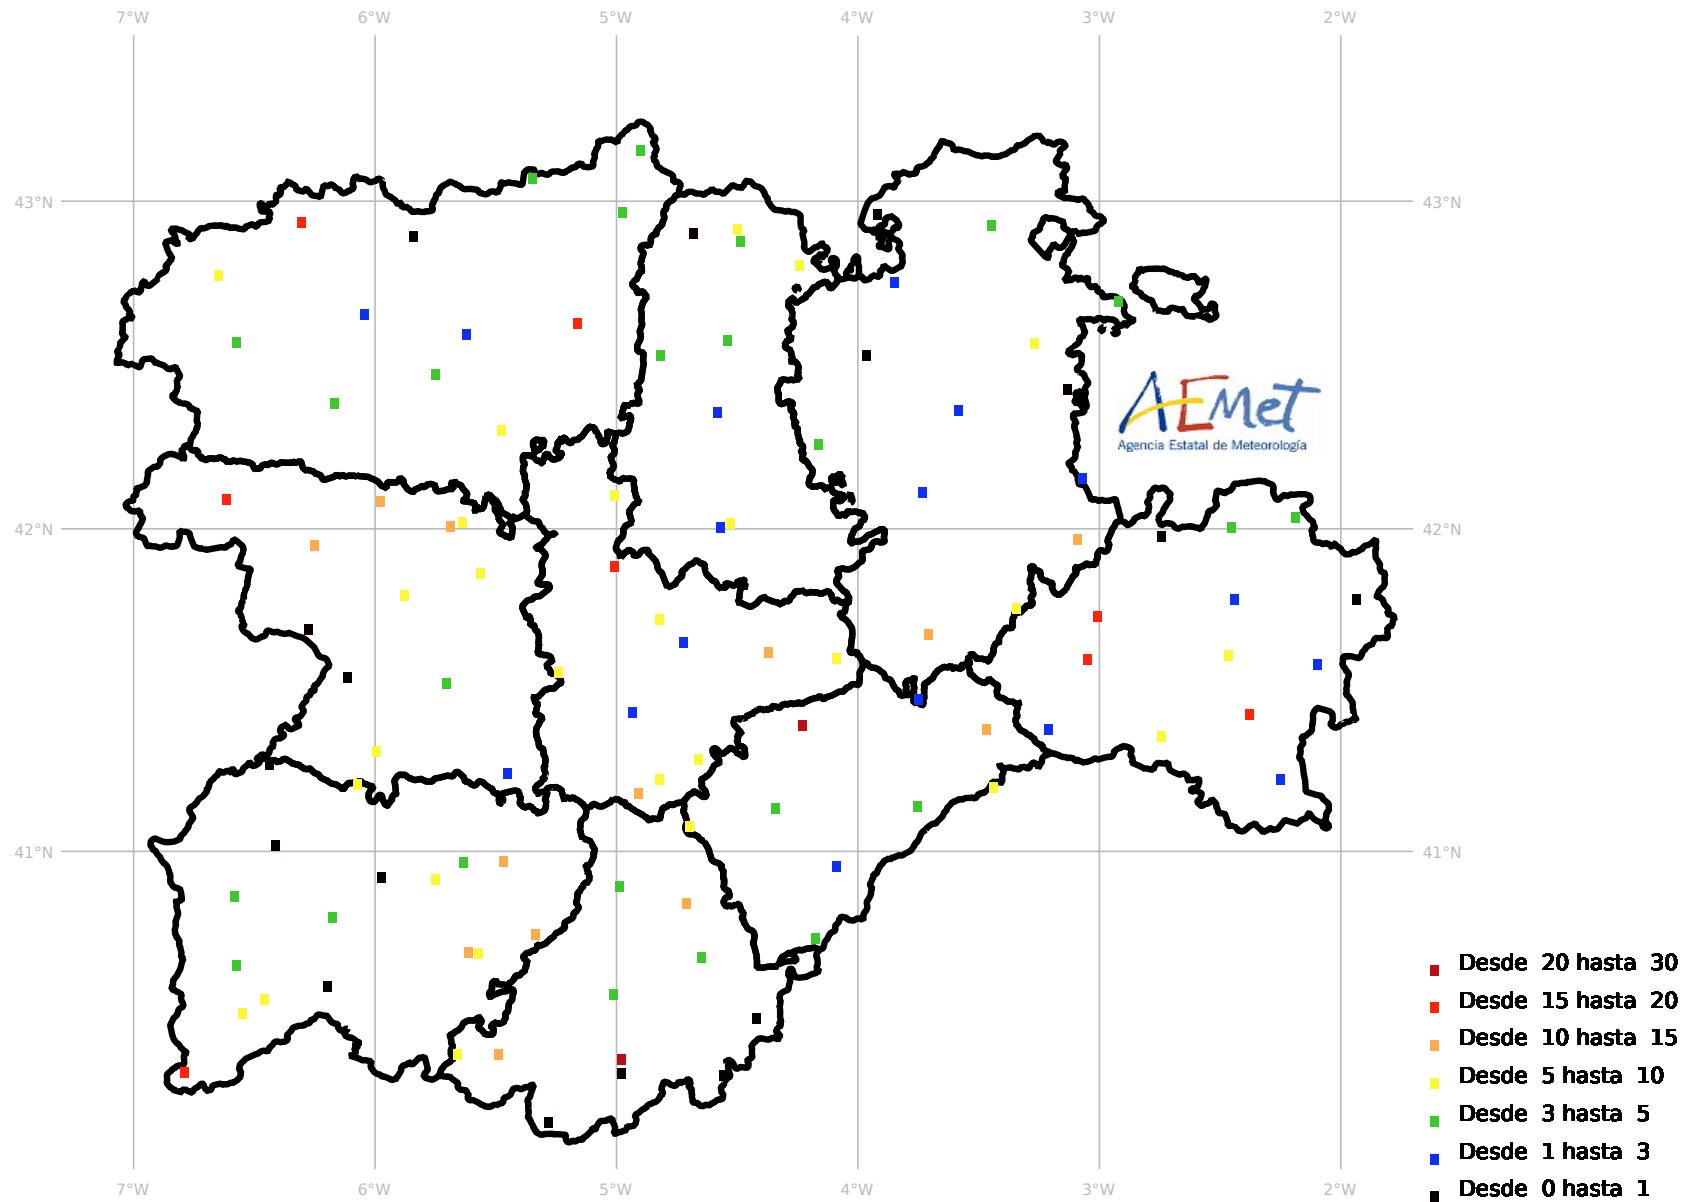 7°W 6°W 5°W 4°W 3°W 2°W
43°N 43°N
AEMet
Agencia Estatal de Meteorología
42°N 42°N
41°N 41°N
Desde 20 hasta 30
Desde 15 hasta 20
Desde 10 hasta 15
Desde 5 hasta 10
Desde 3 hasta 5
Desde 1 hasta 3
Desde 0 hasta 1
7°W 6°W 5°W 4°W 3°W 2°W